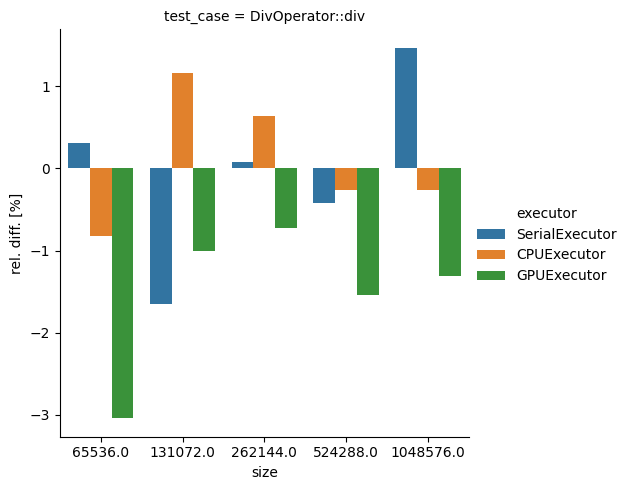 test_case = DivOperator::div
rel. diff. [%]
1
0
−1
−2
−3
65536.0 131072.0 262144.0 524288.0 1048576.0
size
executor
SerialExecutor
CPUExecutor
GPUExecutor